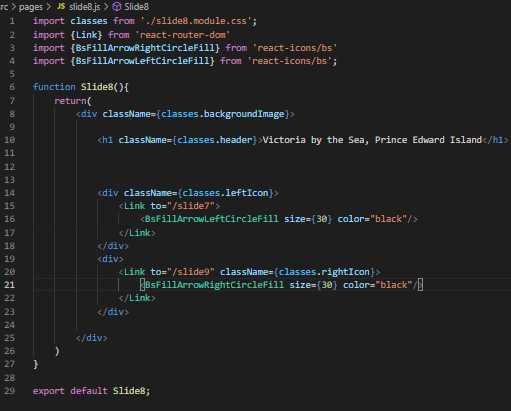 rc > pages > JS slide8.js > Slide8
1 import classes from './slide8.module.css';
2 import {Link} from 'react-router-dom'
3 import {BsFillArrowRightCircleFill} from 'react-icons/bs'
4 import {BsFillArrowLeftCircleFill} from 'react-icons/bs';
5
6 function Slide8(){
7 return(
8 <div className={classes.backgroundImage}>
9
10 <h1 className={classes.header}>Victoria by the Sea, Prince Edward Island</h1>
11
12
13
14 <div className={classes.leftIcon}>
15 <Link to="/slide7">
16 <BsFillArrowLeftCircleFill size={30} color="black"/>
17 </Link>
18 </div>
19 <div>
20 <Link to="/slide9" className={classes.rightIcon}>
21 <BsFillArrowRightCircleFill size={30} color="black"/>
22 </Link>
23 </div>
24
25 </div>
26 )
27 }
28
29 export default Slide8;